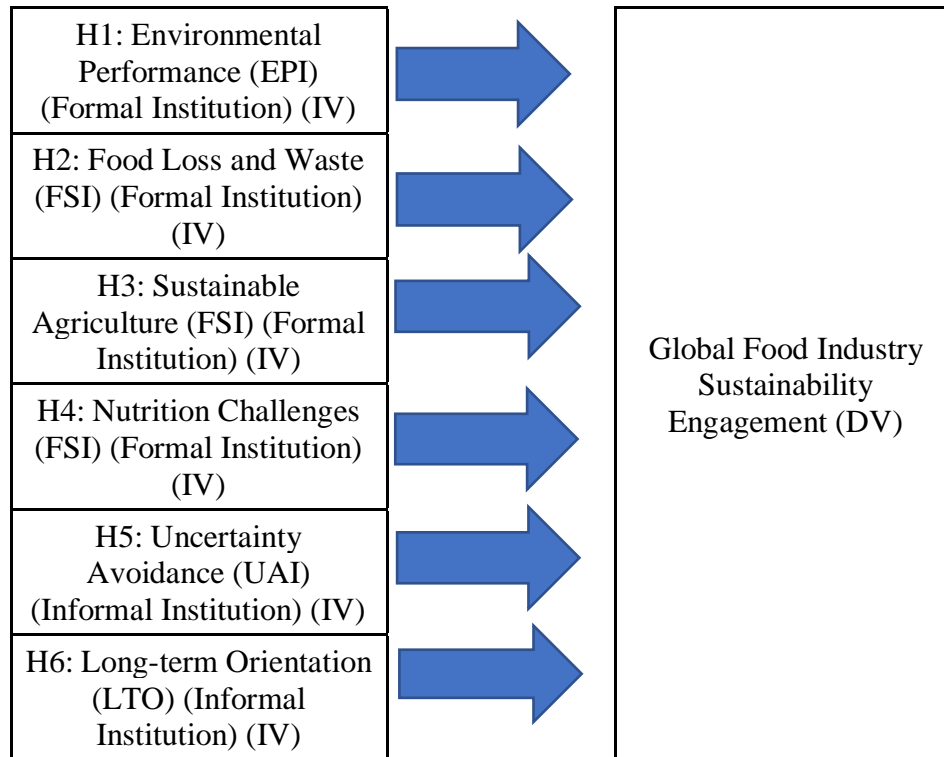 H1: Environmental
Performance (EPI)
(Formal Institution) (IV)
H2: Food Loss and Waste
(FSI) (Formal Institution)
(IV)
H3: Sustainable
Agriculture (FSI) (Formal
Institution) (IV)
H4: Nutrition Challenges
(FSI) (Formal Institution)
(IV)
H5: Uncertainty
Avoidance (UAI)
(Informal Institution) (IV)
H6: Long-term Orientation
(LTO) (Informal
Institution) (IV)
Global Food Industry
Sustainability
Engagement (DV)